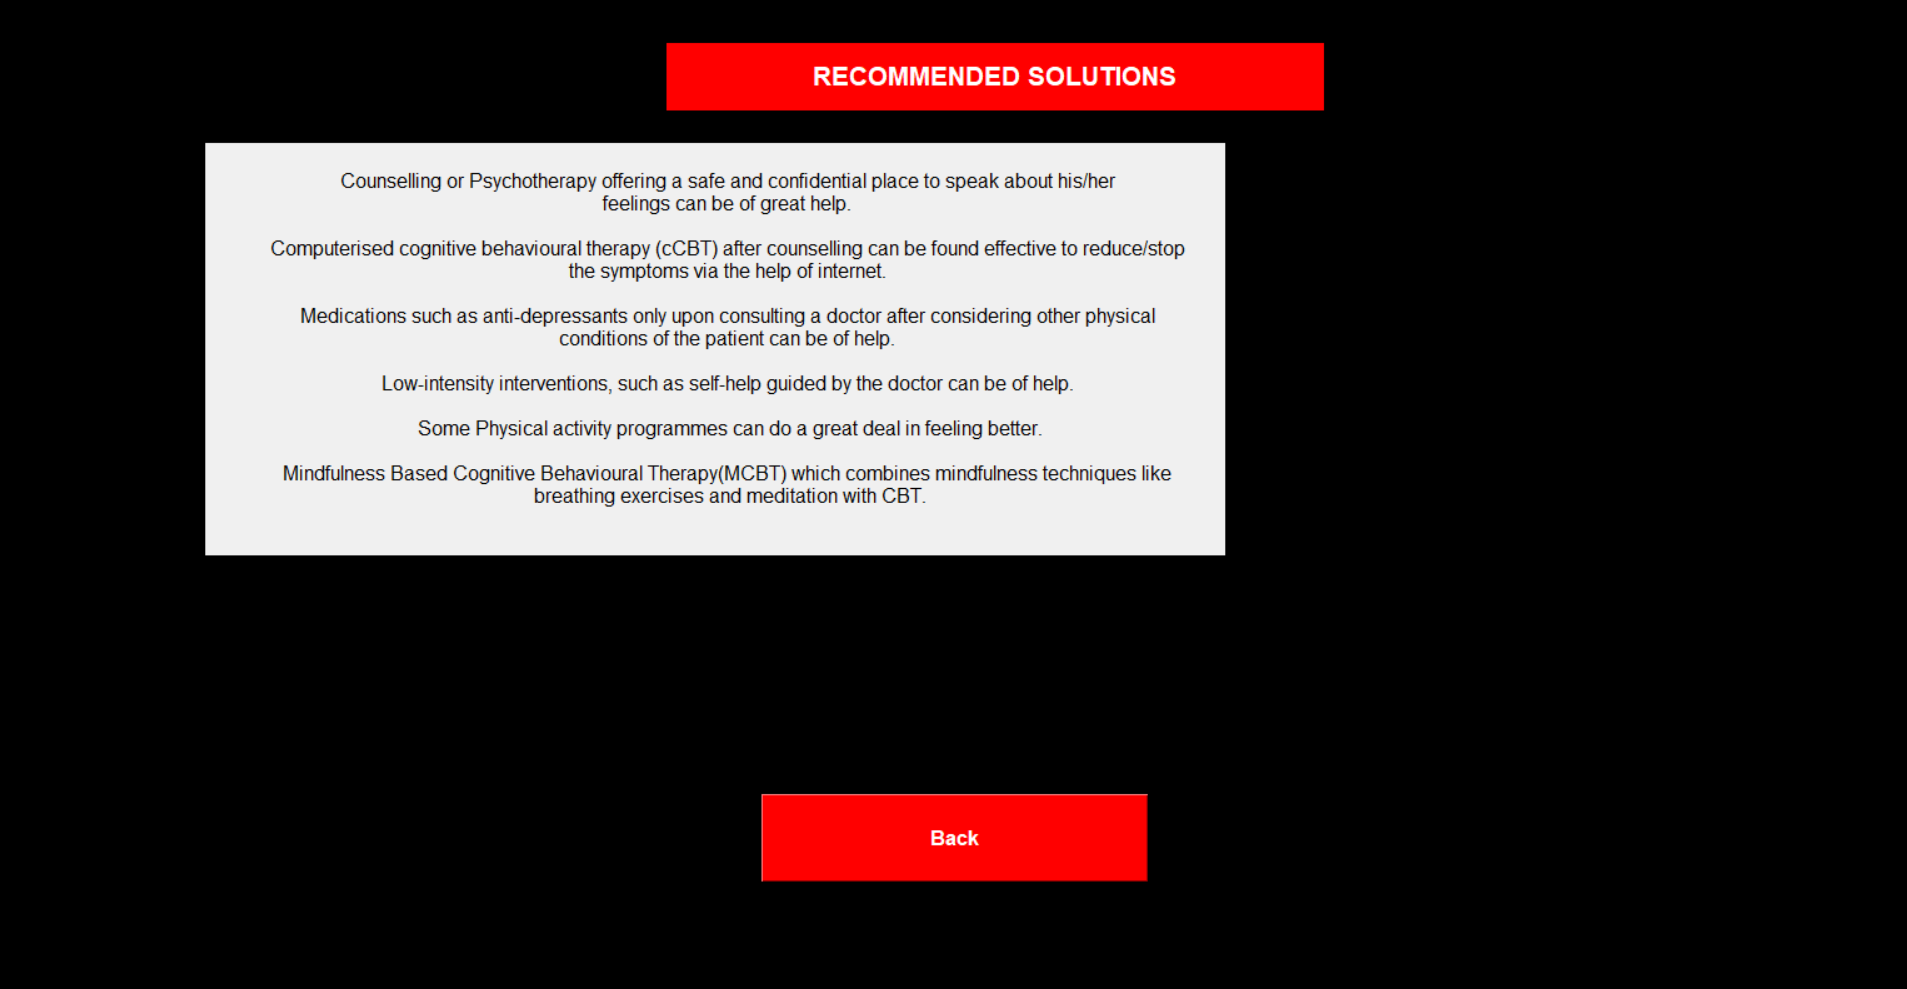 RECOMMENDED SOLUTIONS
Counselling or Psychotherapy offering a safe and confidential place to speak about his/her
feelings can be of great help.
Computerised cognitive behavioural therapy (cCBT) after counselling can be found effective to reduce/stop
the symptoms via the help of internet.
Medications such as anti-depressants only upon consulting a doctor after considering other physical
conditions of the patient can be of help.
Low-intensity interventions, such as self-help guided by the doctor can be of help.
Some Physical activity programmes can do a great deal in feeling better.
Mindfulness Based Cognitive Behavioural Therapy(MCBT) which combines mindfulness techniques like
breathing exercises and meditation with CBT.
Back